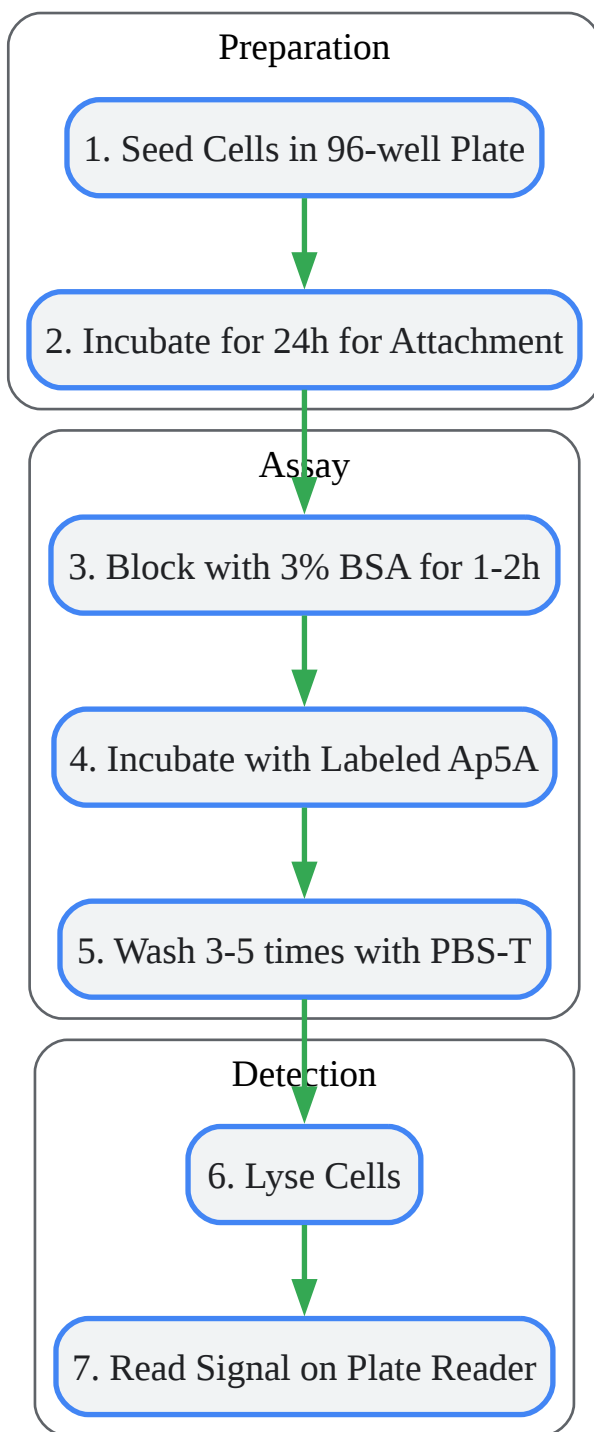 Preparation
1. Seed Cells in 96-well Plate
2. Incubate for 24h for Attachment
Assay
3. Block with 3% BSA for 1-2h
4. Incubate with Labeled Ap5A
5. Wash 3-5 times with PBS-T
Detection
6. Lyse Cells
7. Read Signal on Plate Reader